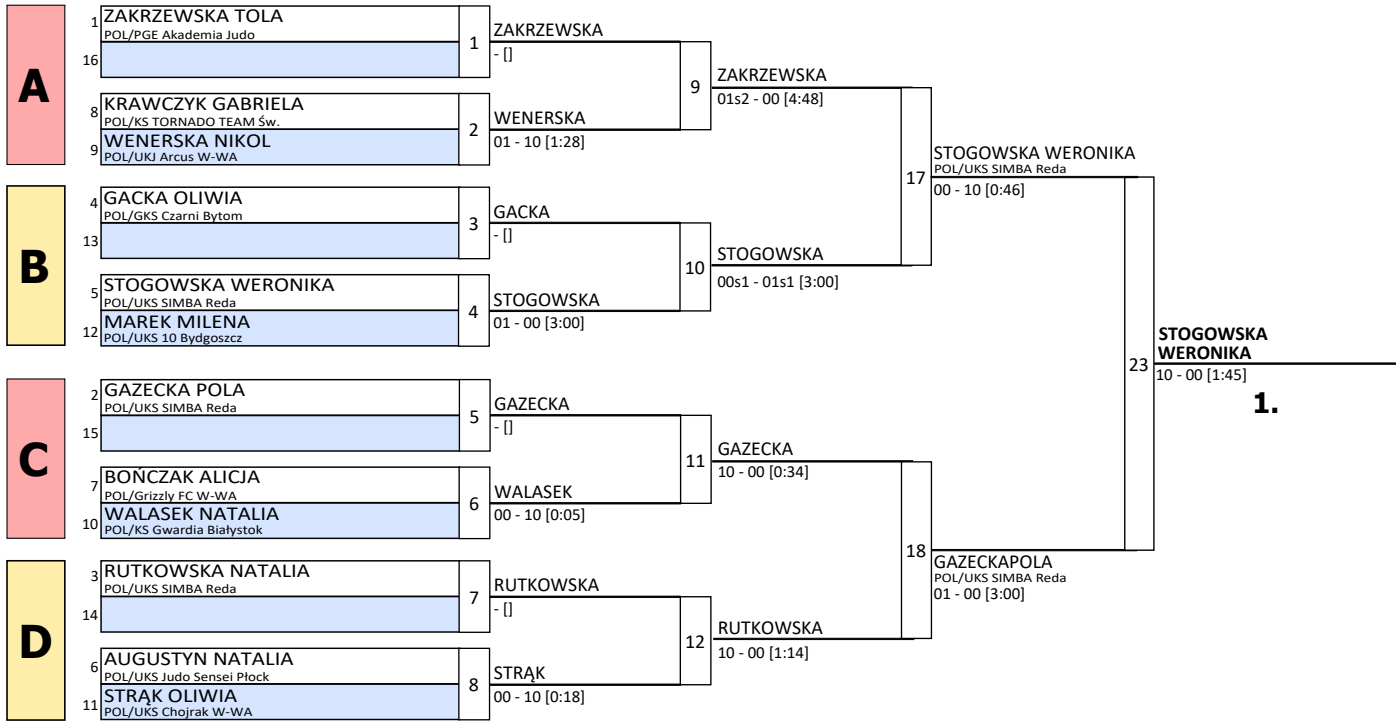 A
1 ZAKRZEWSKA TOLA
POL/PGE Akademia Judo
16
1
8 KRAWCZYK GABRIELA
POL/KS TORNADO TEAM Św.
9 WENERSKA NIKOL
POL/UKJ Arcus W-WA
2
B
4 GACKA OLIWIA
POL/GKS Czarni Bytom
13
3
5 STOGOWSKA WERONIKA
POL/UKS SIMBA Reda
12 MAREK MILENA
POL/UKS 10 Bydgoszcz
4
C
2 GAZECKA POLA
POL/UKS SIMBA Reda
15
5
7 BOŃCZAK ALICJA
POL/Grizzly FC W-WA
10 WALASEK NATALIA
POL/KS Gwardia Białystok
6
D
3 RUTKOWSKA NATALIA
POL/UKS SIMBA Reda
14
7
6 AUGUSTYN NATALIA
POL/UKS Judo Sensei Płock
11 STRĄK OLIWIA
POL/UKS Chojrak W-WA
8
ZAKRZEWSKA
- []
WENERSKA
01 - 10 [1:28]
9
GACKA
- []
STOGOWSKA
01 - 00 [3:00]
10
GAZECKA
- []
WALASEK
00 - 10 [0:05]
11
RUTKOWSKA
- []
STRĄK
00 - 10 [0:18]
12
ZAKRZEWSKA
01s2 - 00 [4:48]
STOGOWSKA
00s1 - 01s1 [3:00]
17
GAZECKA
10 - 00 [0:34]
RUTKOWSKA
10 - 00 [1:14]
18
STOGOWSKA WERONIKA
POL/UKS SIMBA Reda
00 - 10 [0:46]
GAZECKAPOLA
POL/UKS SIMBA Reda
01 - 00 [3:00]
23
STOGOWSKA
WERONIKA
10 - 00 [1:45]
1.